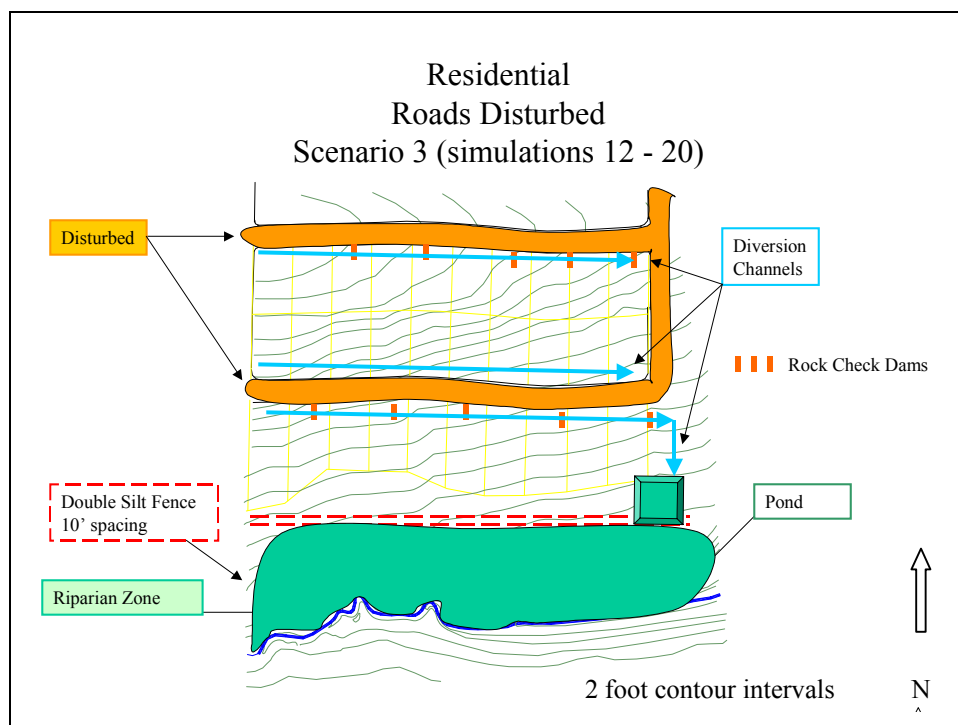 Residential
Roads Disturbed
Scenario 3 (simulations 12 - 20)
Disturbed
Diversion
Channels
Rock Check Dams
Double Silt Fence
10’ spacing
Pond
Riparian Zone
2 foot contour intervals
N